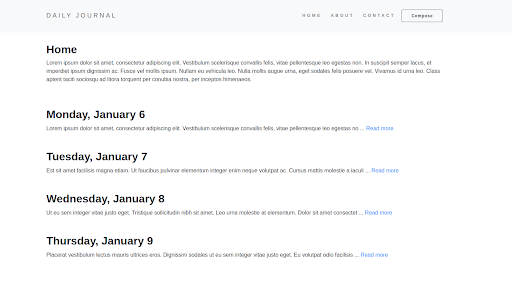 DAILY JOURNAL
HOME ABOUT CONTACT Compose
Home
Lorem ipsum dolor sit amet, consectetur adipiscing elit. Vestibulum scelerisque convallis felis, vitae pellentesque leo egestas non. In suscipit semper lacus, et
imperdiet ipsum dignissim ac. Fusce vel mollis ipsum. Nullam eu vehicula leo. Nulla mollis augue urna, eget sodales felis posuere vel. Vivamus id urna leo. Class
aptent taciti sociosqu ad litora torquent per conubia nostra, per inceptos himenaeos.
Monday, January 6
Lorem ipsum dolor sit amet, consectetur adipiscing elit. Vestibulum scelerisque convallis felis, vitae pellentesque leo egestas no ... Read more
Tuesday, January 7
Est sit amet facilisis magna etiam. Ut faucibus pulvinar elementum integer enim neque volutpat ac. Cursus mattis molestie a iaculi ... Read more
Wednesday, January 8
Ut eu sem integer vitae justo eget. Tristique sollicitudin nibh sit amet. Leo urna molestie at elementum. Dolor sit amet consectet ... Read more
Thursday, January 9
Placerat vestibulum lectus mauris ultrices eros. Dignissim sodales ut eu sem integer vitae justo eget. Eu volutpat odio facilisis ... Read more